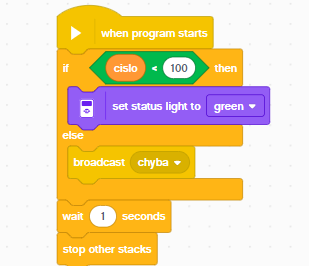 when program starts
if cislo < 100 then
set status light to green
else
broadcast chyba
wait 1 seconds
stop other stacks